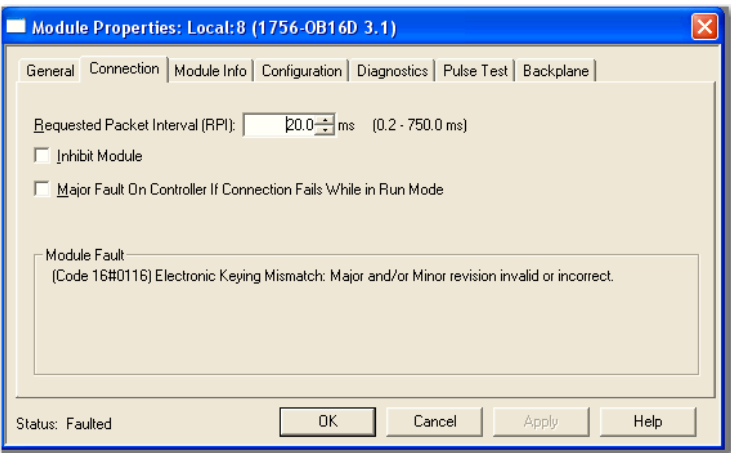 Module Properties: Local:8 (1756-OB16D 3.1)
General Connection Module Info Configuration Diagnostics Pulse Test Backplane
Requested Packet Interval (RPI): 20.0 ms (0.2 - 750.0 ms)
Inhibit Module
Major Fault On Controller If Connection Fails While in Run Mode
Module Fault
(Code 16#0116) Electronic Keying Mismatch: Major and/or Minor revision invalid or incorrect.
Status: Faulted OK Cancel Apply Help